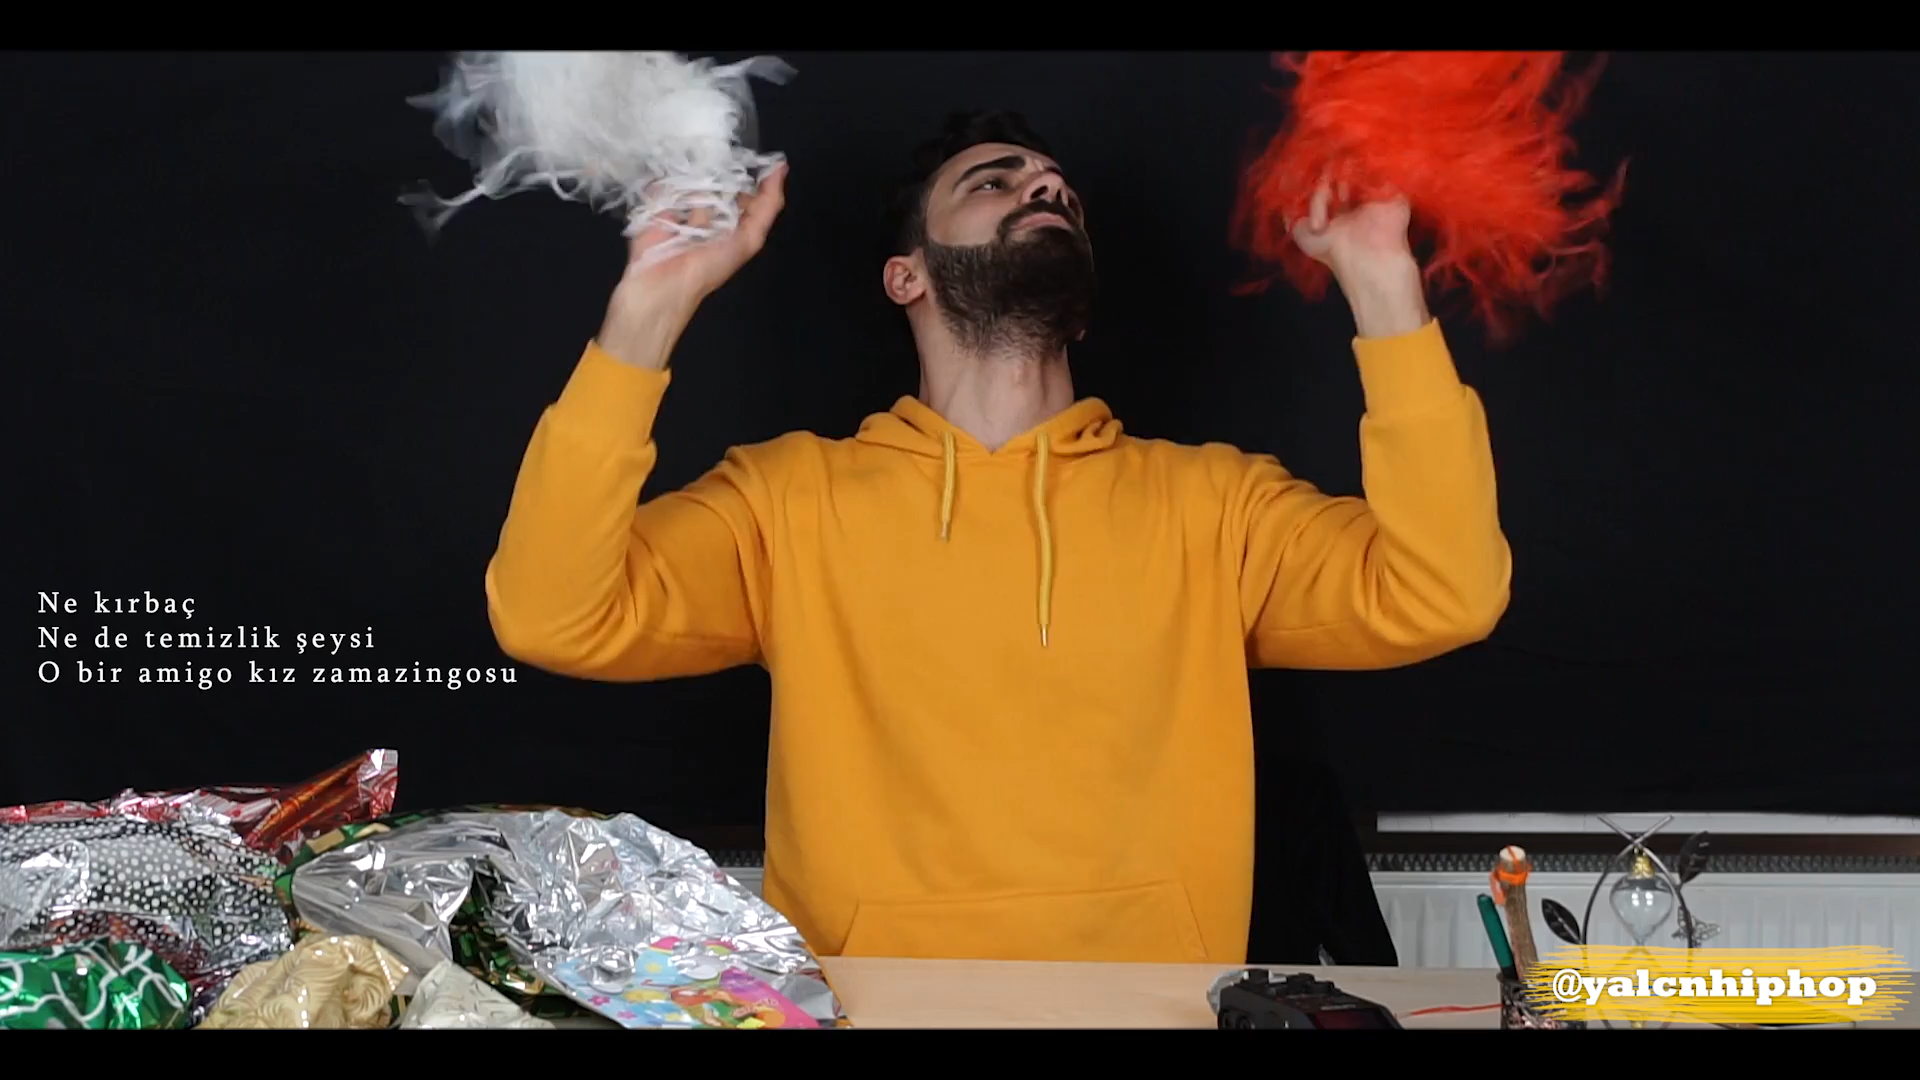 Ne kırbaç
Ne de temizlik şeysi
O bir amigo kız zamazingosu
@yalcnhiphop